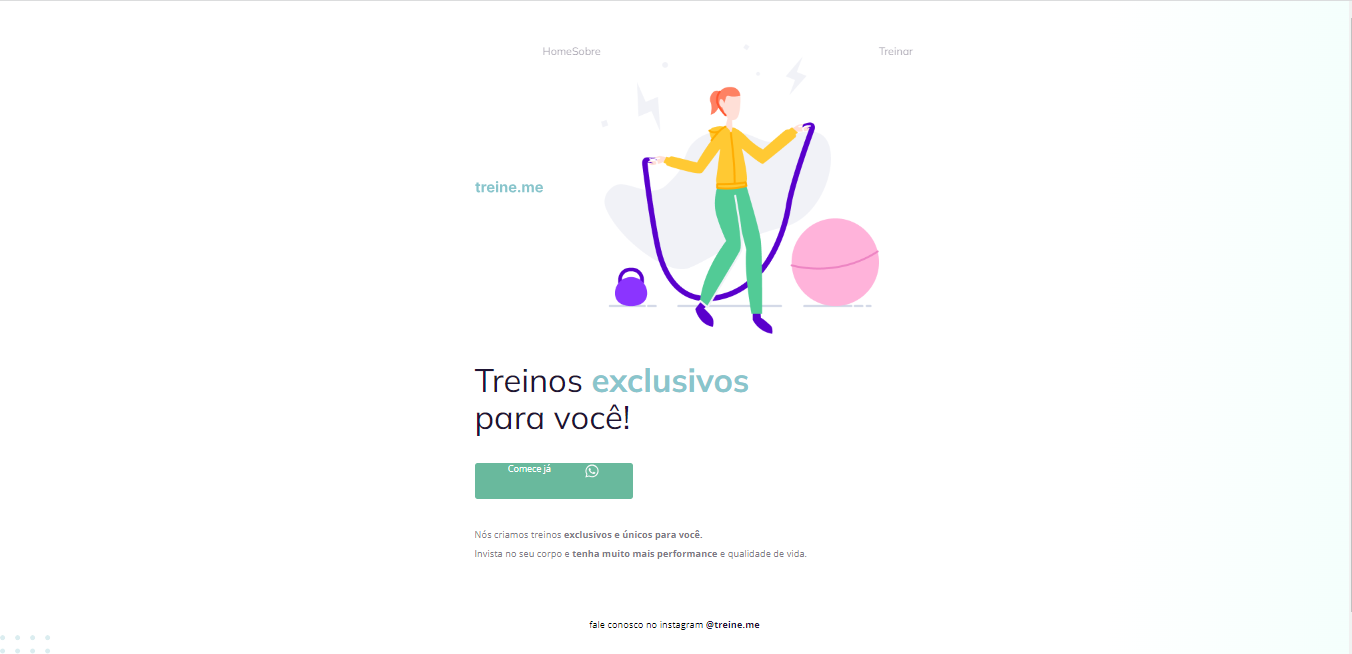 HomeSobre
Treinar
treine.me
Treinos exclusivos
para você!
Comece já
Nós criamos treinos exclusivos e únicos para você.
Invista no seu corpo e tenha muito mais performance e qualidade de vida.
fale conosco no instagram @treine.me